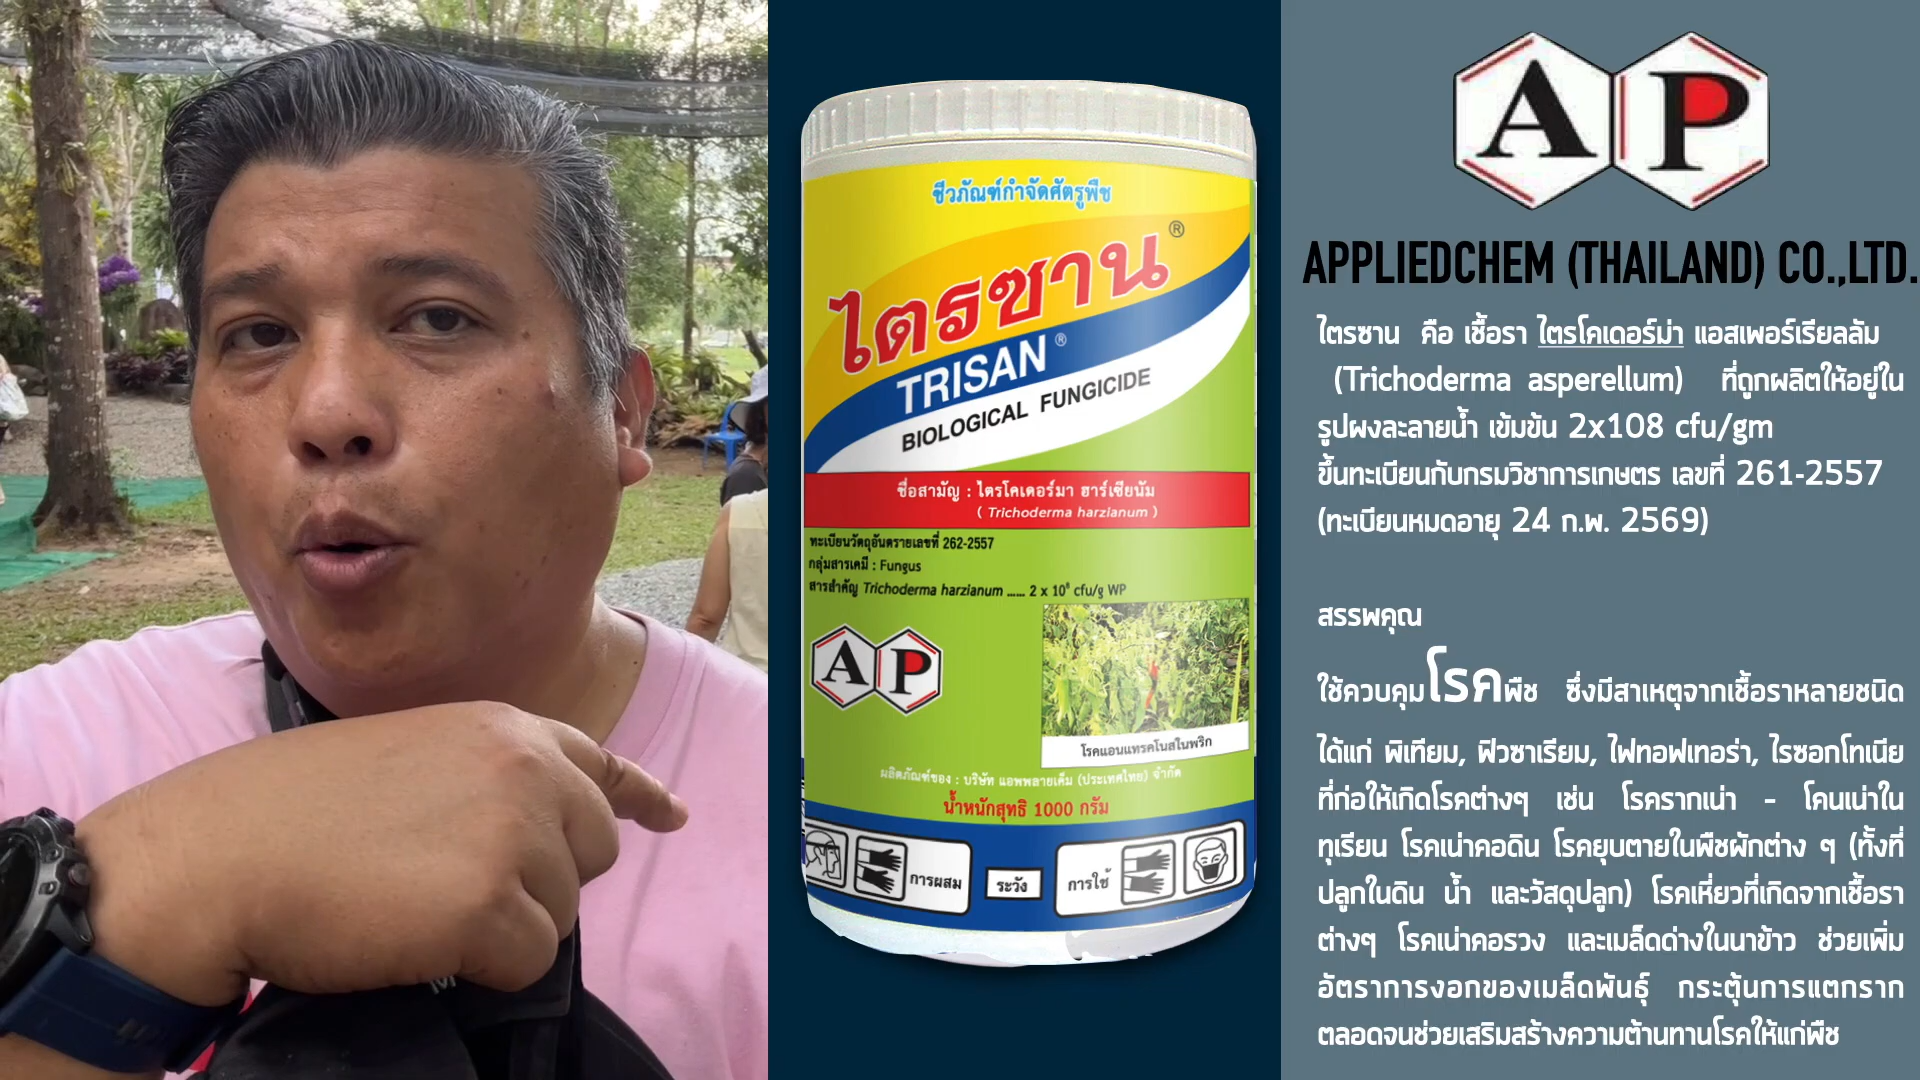 ชีวภัณฑ์กำจัดศัตรูพืช
ไตรซาน ®
TRISAN ®
BIOLOGICAL FUNGICIDE
ชื่อสามัญ : ไตรโคเดอร์มา ฮาร์เซียนัม
( Trichoderma harzianum )
ทะเบียนวัตถุอันตรายเลขที่ 262-2557
กลุ่มสารเคมี : Fungus
สารสำคัญ Trichoderma harzianum ...... 2 x 10⁸ cfu/g WP
A P
โรคแอนแทรคโนสในพริก
ผลิตภัณฑ์ของ : บริษัท แอพพลายเค็ม (ประเทศไทย) จำกัด
น้ำหนักสุทธิ 1000 กรัม
การผสม ระวัง การใช้
A P
APPLIEDCHEM (THAILAND) CO.,LTD.
ไตรซาน คือ เชื้อรา ไตรโคเดอร์ม่า แอสเพอร์เรียลลัม
(Trichoderma asperellum) ที่ถูกผลิตให้อยู่ใน
รูปผงละลายน้ำ เข้มข้น 2x108 cfu/gm
ขึ้นทะเบียนกับกรมวิชาการเกษตร เลขที่ 261-2557
(ทะเบียนหมดอายุ 24 ก.พ. 2569)
สรรพคุณ
ใช้ควบคุมโรคพืช ซึ่งมีสาเหตุจากเชื้อราหลายชนิด
ได้แก่ พิเทียม, ฟิวซาเรียม, ไฟทอฟเทอร่า, ไรซอกโทเนีย
ที่ก่อให้เกิดโรคต่างๆ เช่น โรครากเน่า - โคนเน่าใน
ทุเรียน โรคเน่าคอดิน โรคยุบตายในพืชผักต่าง ๆ (ทั้งที่
ปลูกในดิน น้ำ และวัสดุปลูก) โรคเหี่ยวที่เกิดจากเชื้อรา
ต่างๆ โรคเน่าคอรวง และเมล็ดด่างในนาข้าว ช่วยเพิ่ม
อัตราการงอกของเมล็ดพันธุ์ กระตุ้นการแตกราก
ตลอดจนช่วยเสริมสร้างความต้านทานโรคให้แก่พืช